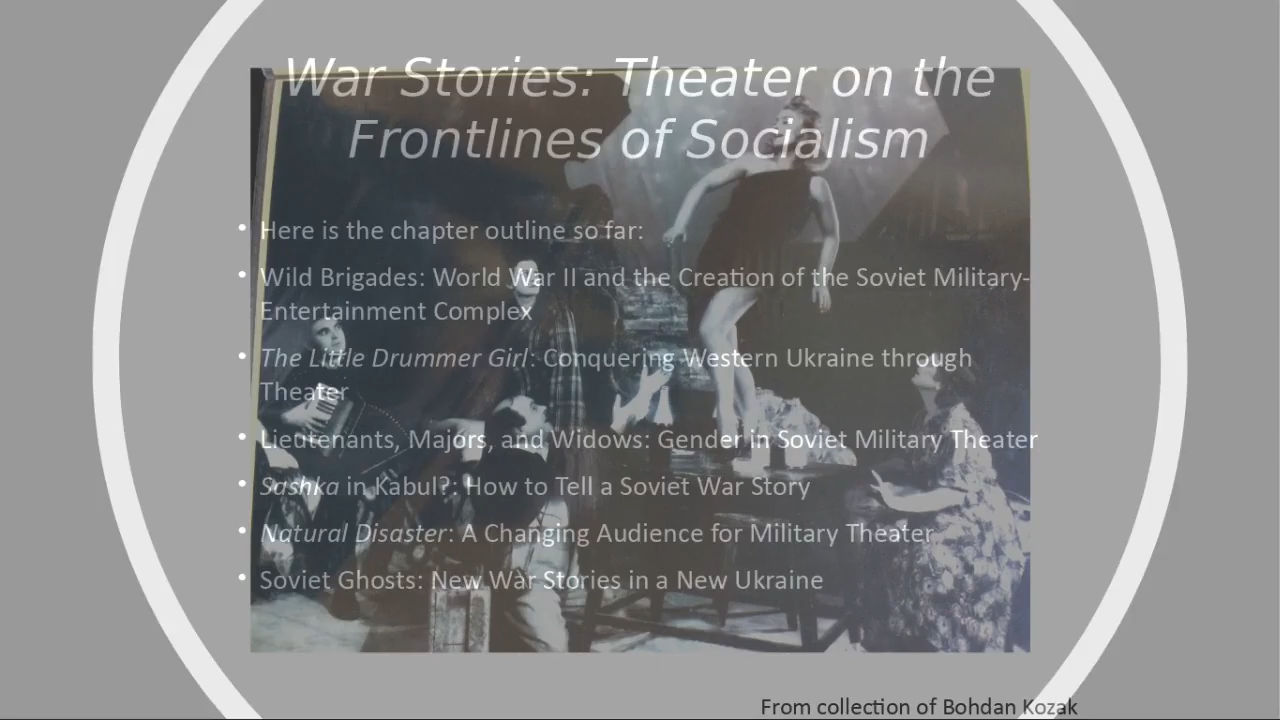 War Stories: Theater on the
Frontlines of Socialism
• Here is the chapter outline so far:
• Wild Brigades: World War II and the Creation of the Soviet Military-
Entertainment Complex
• The Little Drummer Girl: Conquering Western Ukraine through
Theater
• Lieutenants, Majors, and Widows: Gender in Soviet Military Theater
• Sashka in Kabul?: How to Tell a Soviet War Story
• Natural Disaster: A Changing Audience for Military Theater
• Soviet Ghosts: New War Stories in a New Ukraine
From collection of Bohdan Kozak